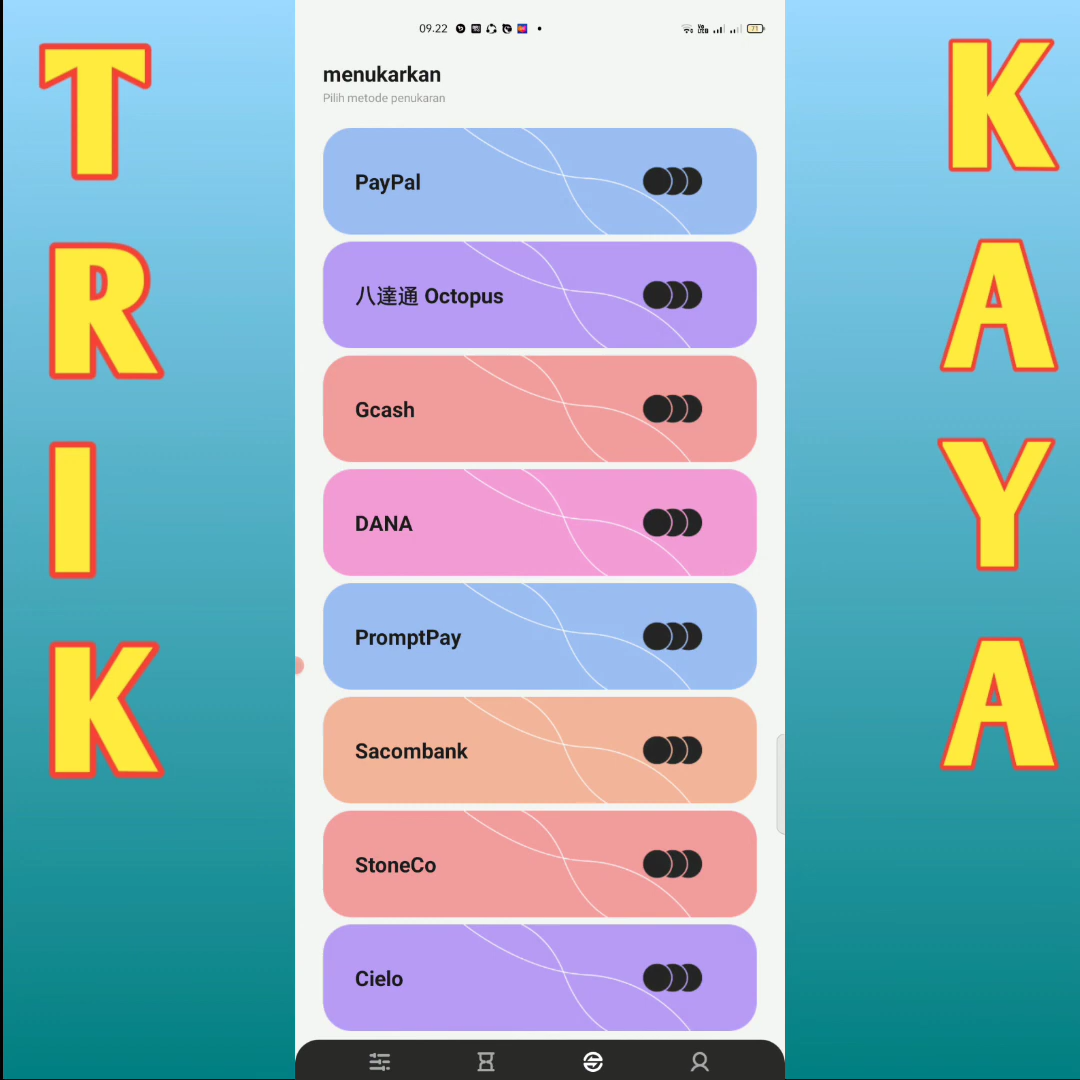 TRIK
KAYA
09.22
71
menukarkan
Pilih metode penukaran
PayPal
八達通 Octopus
Gcash
DANA
PromptPay
Sacombank
StoneCo
Cielo